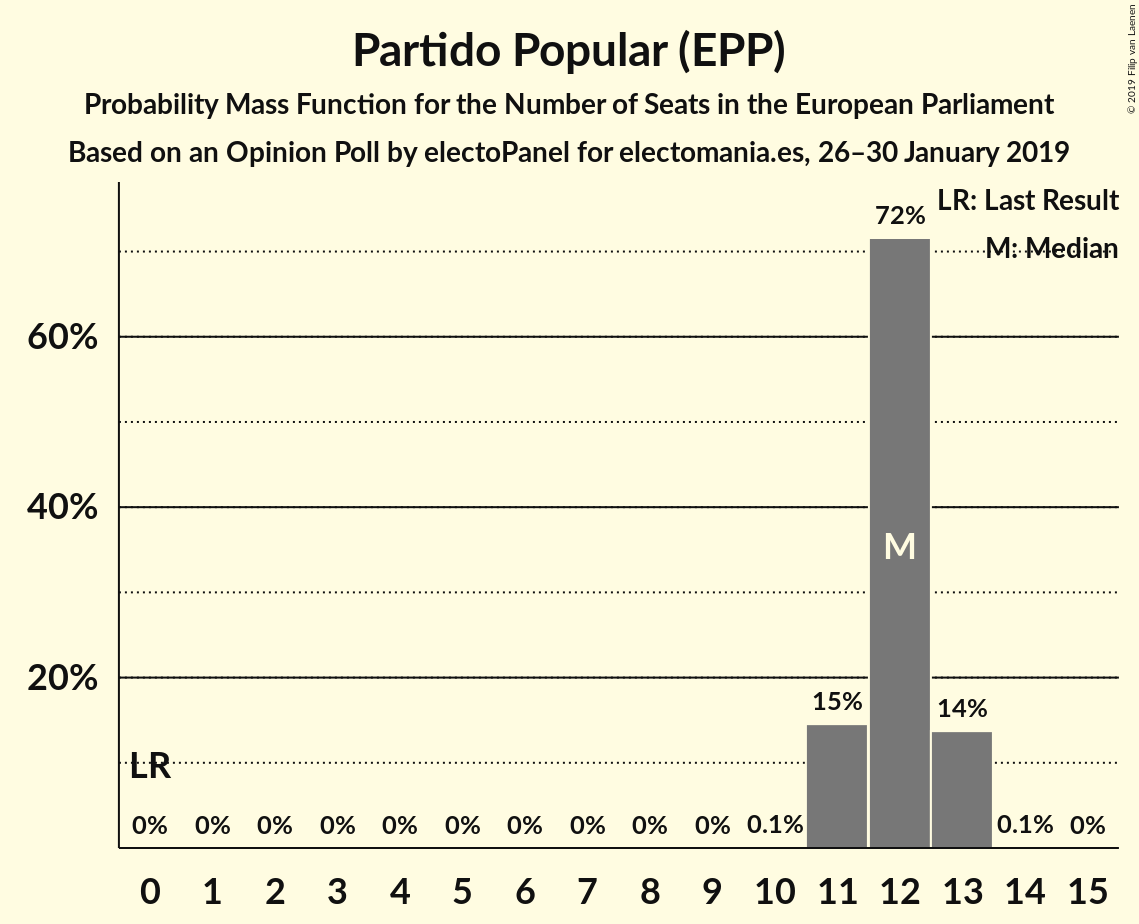 Partido Popular (EPP)
Probability Mass Function for the Number of Seats in the European Parliament
Based on an Opinion Poll by electoPanel for electomania.es, 26–30 January 2019
© 2019 Filip van Laenen
LR: Last Result
M: Median
72%
60%
40%
M
20%
15%
14%
LR
0% 0% 0% 0% 0% 0% 0% 0% 0% 0% 0.1% 0.1% 0%
0 1 2 3 4 5 6 7 8 9 10 11 12 13 14 15